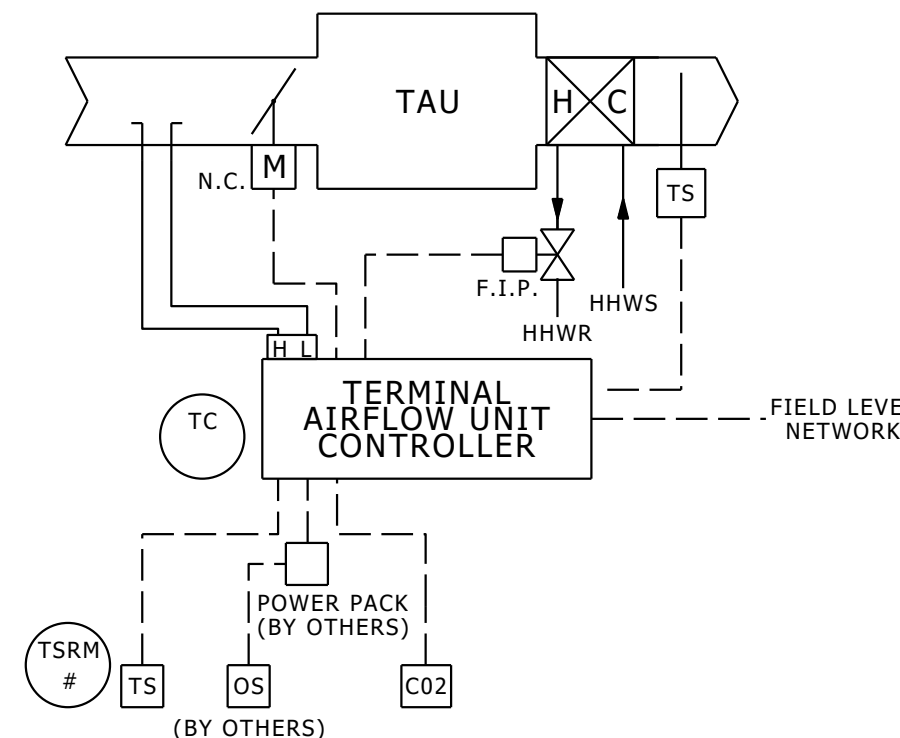 TAU
H C
M
N.C.
TS
F.I.P.
HHWS
HHWR
H L
TERMINAL
AIRFLOW UNIT
CONTROLLER
TC
FIELD LEVE
NETWORK
POWER PACK
(BY OTHERS)
TSRM
#
TS
OS
C02
(BY OTHERS)